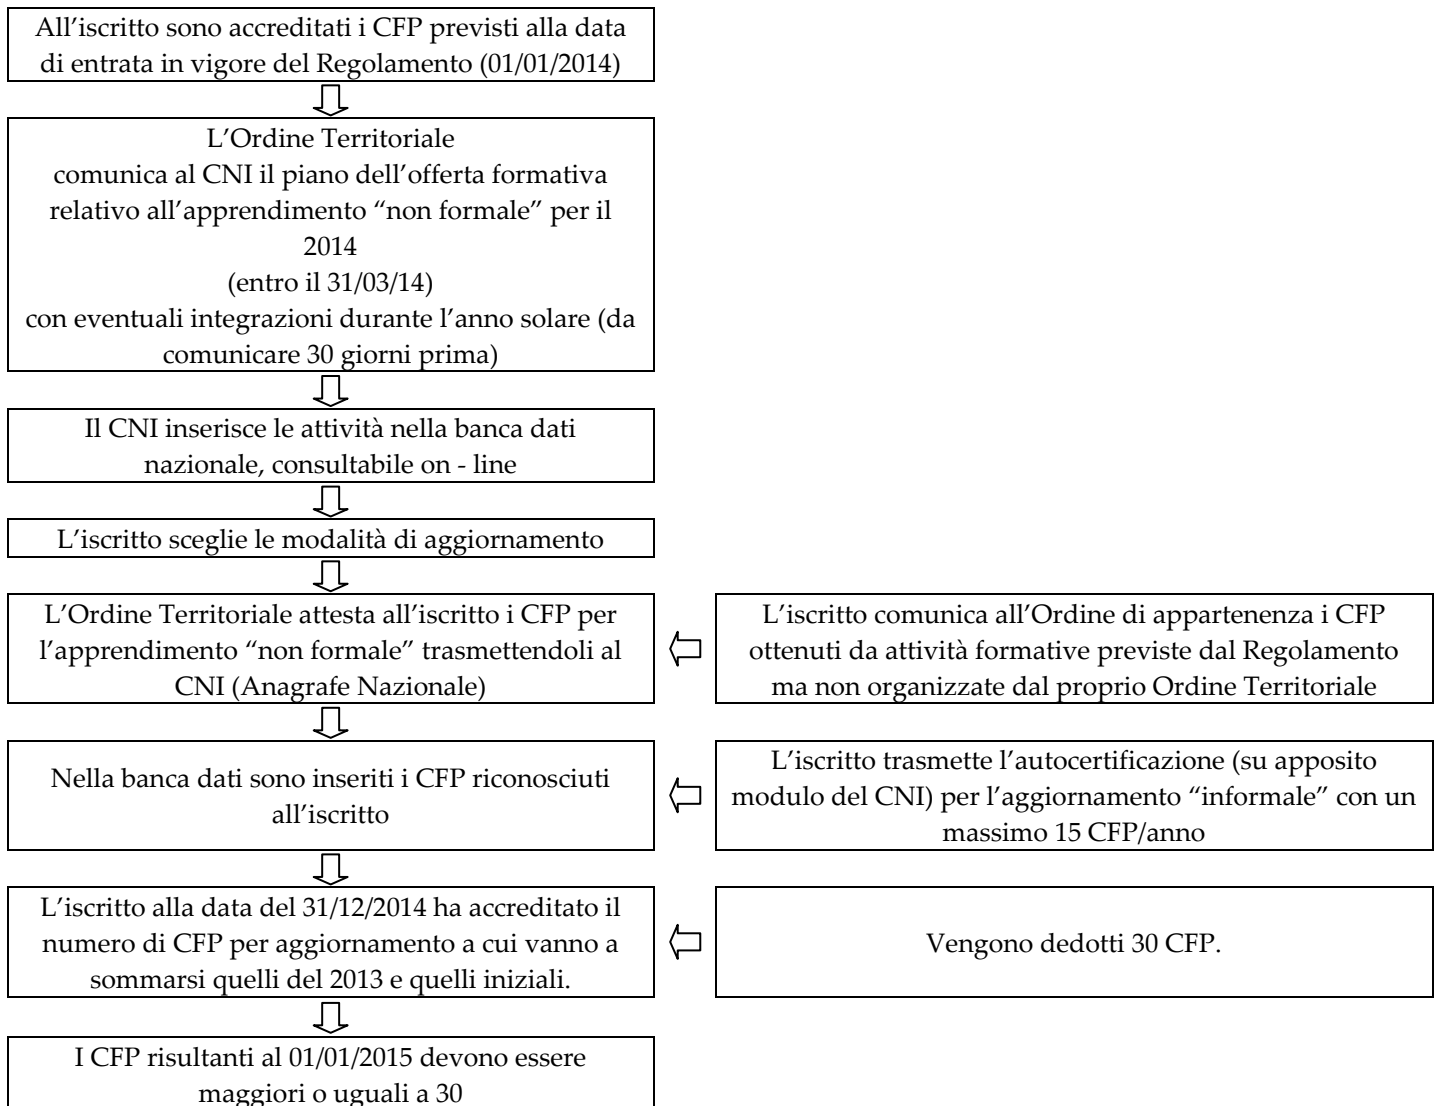 All’iscritto sono accreditati i CFP previsti alla data
di entrata in vigore del Regolamento (01/01/2014)
L’Ordine Territoriale
comunica al CNI il piano dell’offerta formativa
relativo all’apprendimento “non formale” per il
2014
(entro il 31/03/14)
con eventuali integrazioni durante l’anno solare (da
comunicare 30 giorni prima)
Il CNI inserisce le attività nella banca dati
nazionale, consultabile on - line
L’iscritto sceglie le modalità di aggiornamento
L’Ordine Territoriale attesta all’iscritto i CFP per
l’apprendimento “non formale” trasmettendoli al
CNI (Anagrafe Nazionale)
L’iscritto comunica all’Ordine di appartenenza i CFP
ottenuti da attività formative previste dal Regolamento
ma non organizzate dal proprio Ordine Territoriale
Nella banca dati sono inseriti i CFP riconosciuti
all’iscritto
L’iscritto trasmette l’autocertificazione (su apposito
modulo del CNI) per l’aggiornamento “informale” con un
massimo 15 CFP/anno
L’iscritto alla data del 31/12/2014 ha accreditato il
numero di CFP per aggiornamento a cui vanno a
sommarsi quelli del 2013 e quelli iniziali.
Vengono dedotti 30 CFP.
I CFP risultanti al 01/01/2015 devono essere
maggiori o uguali a 30